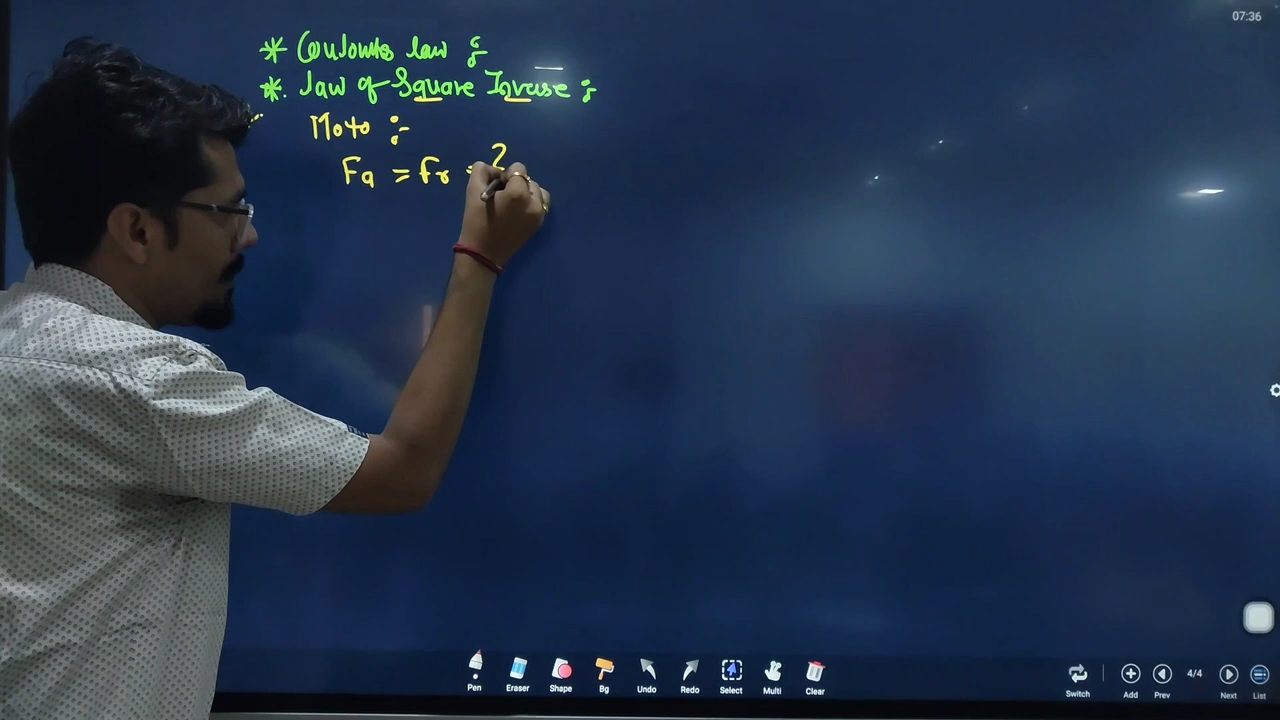 07:36
* Coulombs law :-
*. Law of Square Inverse :-
Moto :-
Fa = Fr = ?
Pen Eraser Shape Bg Undo Redo Select Multi Clear Switch Add Prev 4/4 Next List